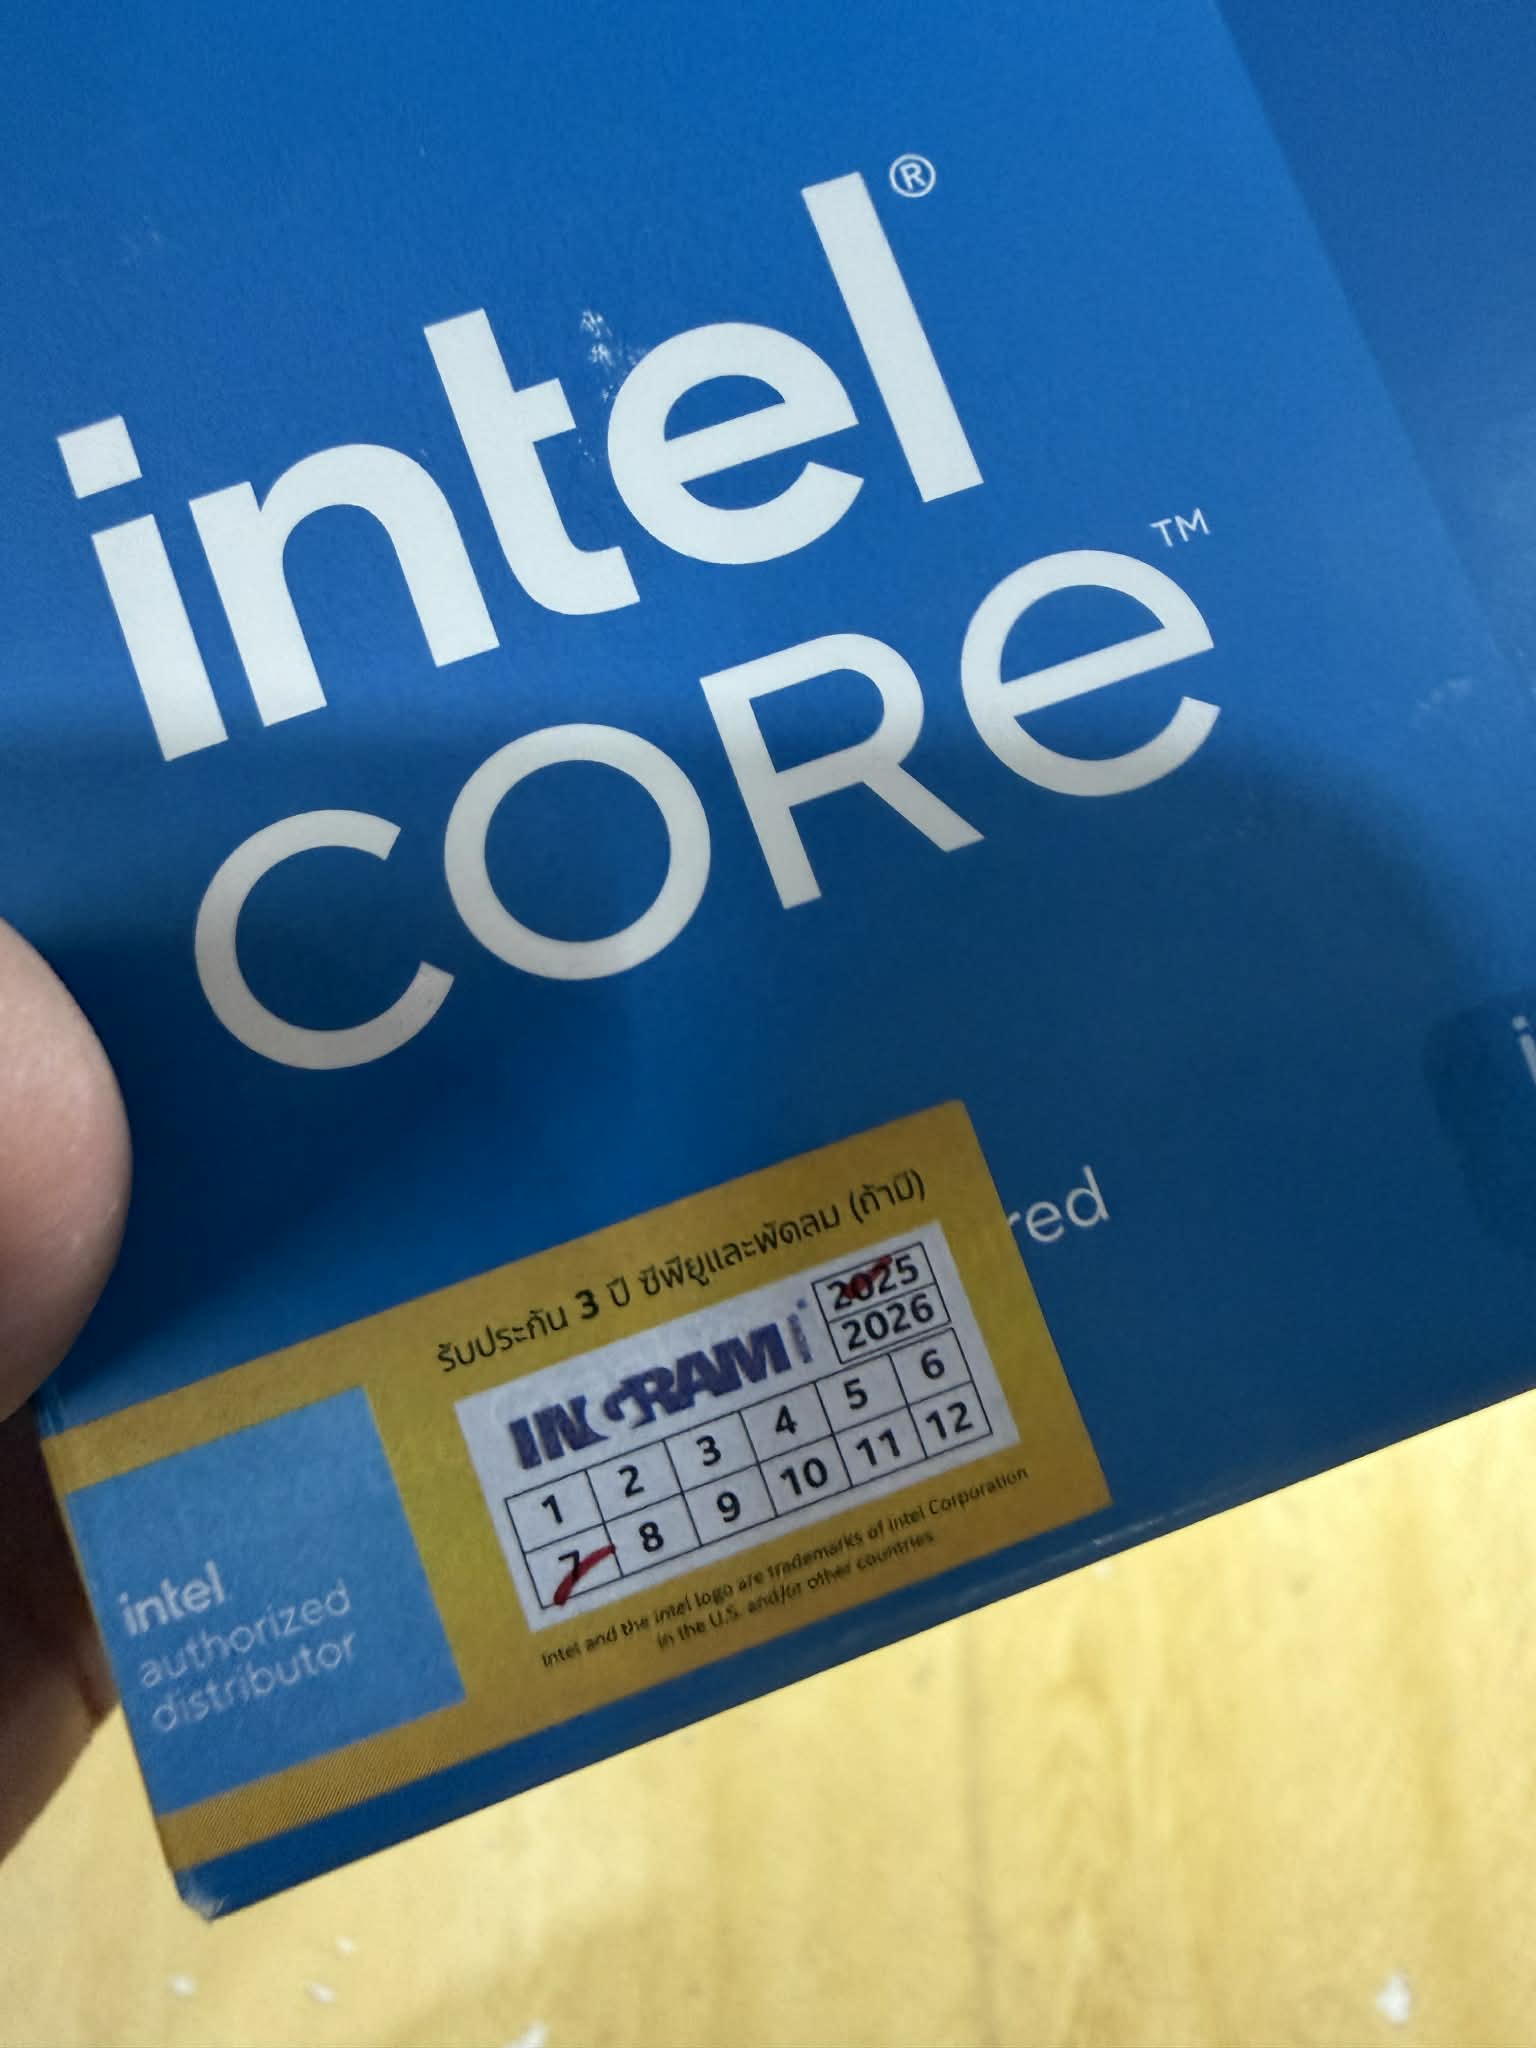 intel®
CORE™
red
รับประกัน 3 ปี ซีพียูและพัดลม (ถ้ามี)
INGRAM
2025
2026
1 2 3 4 5 6
7 8 9 10 11 12
Intel and the intel logo are trademarks of intel Corporation
in the U.S. and/or other countries
intel
authorized
distributor